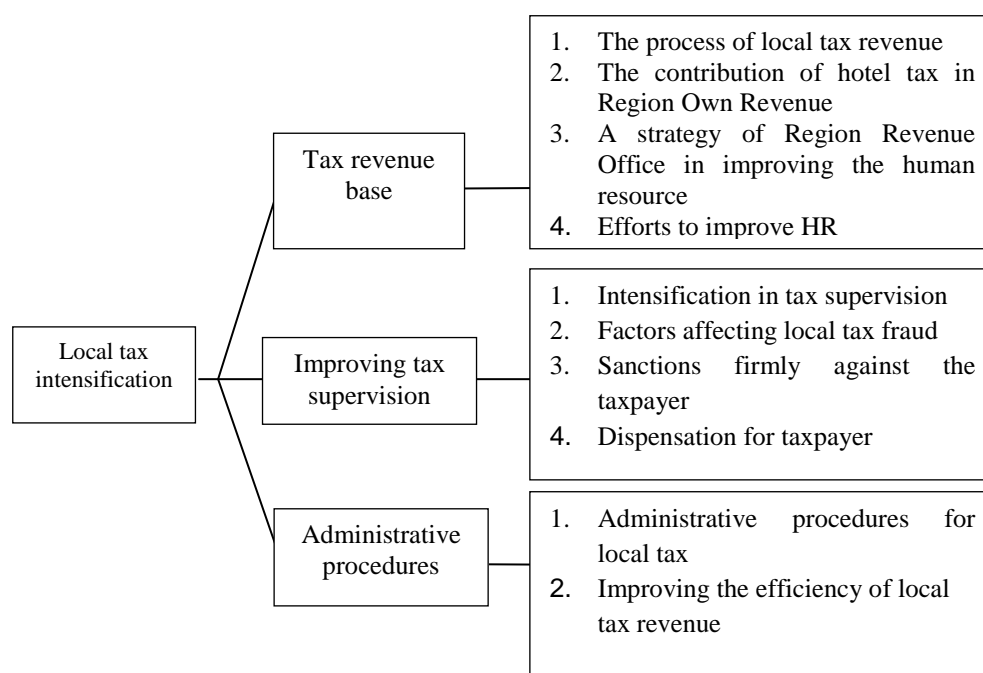 Local tax
intensification
Tax revenue
base
1. The process of local tax revenue
2. The contribution of hotel tax in
Region Own Revenue
3. A strategy of Region Revenue
Office in improving the human
resource
4. Efforts to improve HR
Improving tax
supervision
1. Intensification in tax supervision
2. Factors affecting local tax fraud
3. Sanctions firmly against the
taxpayer
4. Dispensation for taxpayer
Administrative
procedures
1. Administrative procedures for
local tax
2. Improving the efficiency of local
tax revenue